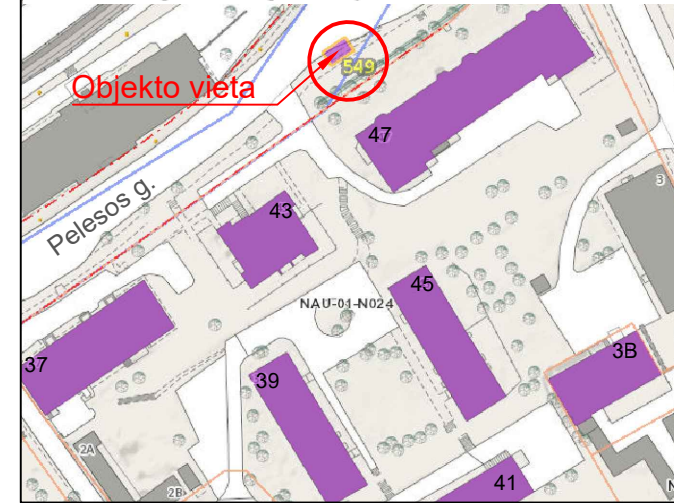 549
Objekto vieta
47
3
43
Pelesos g.
45
NAU-01-N024
37
3B
39
2A
41
2B
N